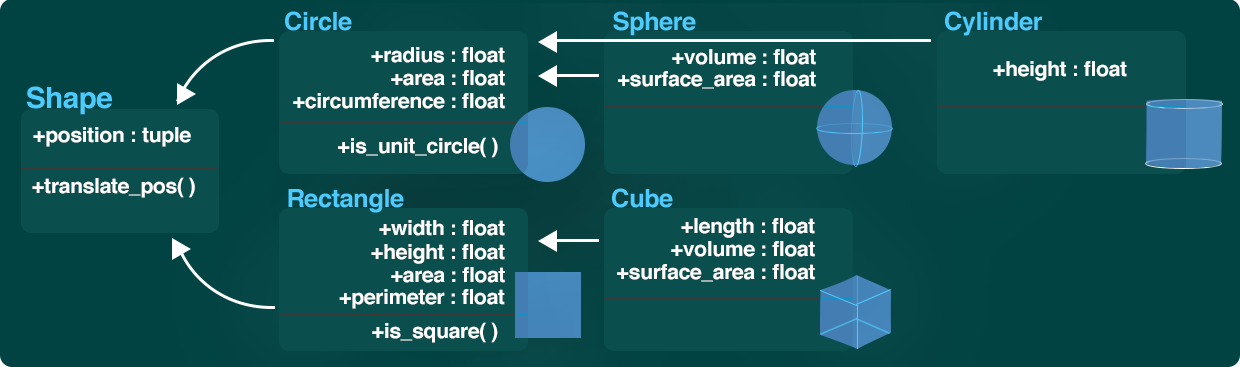 Shape
+position : tuple
+translate_pos( )
Circle
+radius : float
+area : float
+circumference : float
+is_unit_circle( )
Sphere
+volume : float
+surface_area : float
Cylinder
+height : float
Rectangle
+width : float
+height : float
+area : float
+perimeter : float
+is_square( )
Cube
+length : float
+volume : float
+surface_area : float